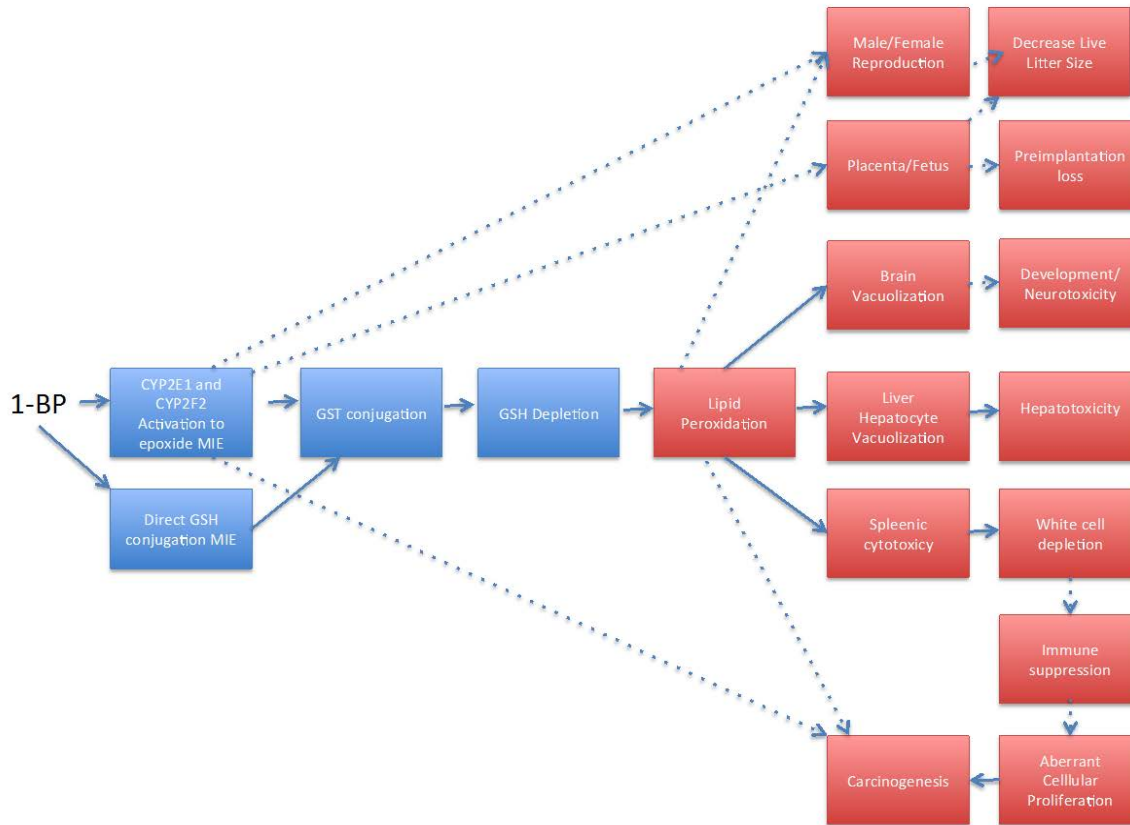 Male/Female
Reproduction
Decrease Live
Litter Size
Placenta/Fetus
Preimplantation
loss
Brain
Vacuolization
Development/
Neurotoxicity
1-BP
CYP2E1 and
CYP2F2
Activation to
epoxide MIE
GST conjugation
GSH Depletion
Lipid
Peroxidation
Liver
Hepatocyte
Vacuolization
Hepatotoxicity
Direct GSH
conjugation MIE
Spleenic
cytotoxicy
White cell
depletion
Immune
suppression
Carcinogenesis
Aberrant
Celllular
Proliferation